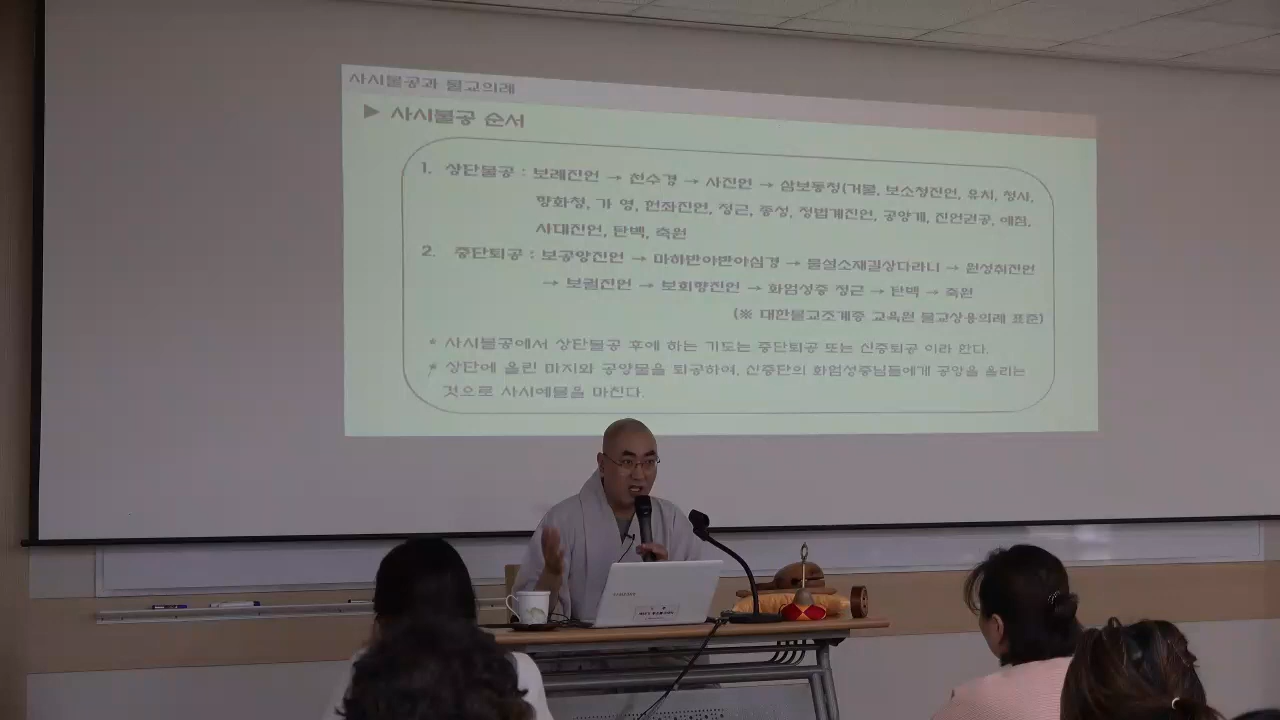 사시불공과 불교의례
▶ 사시불공 순서
1. 상단불공 : 보례진언 → 천수경 → 사진언 → 삼보통청(거불, 보소청진언, 유치, 청사,
향화청, 가 영, 헌좌진언, 정근, 종성, 정법계진언, 공양게, 진언권공, 예참,
사대진언, 탄백, 축원
2. 중단퇴공 : 보공양진언 → 마하반야반야심경 → 불설소재길상다라니 → 원성취진언
→ 보궐진언 → 보회향진언 → 화엄성중 정근 → 탄백 → 축원
(※ 대한불교조계종 교육원 불교상용의례 표준)
* 사시불공에서 상단불공 후에 하는 기도는 중단퇴공 또는 신중퇴공 이라 한다.
* 상단에 올린 마지와 공양물을 퇴공하여, 신중단의 화엄성중님들에게 공양을 올리는
것으로 사시예불을 마친다.